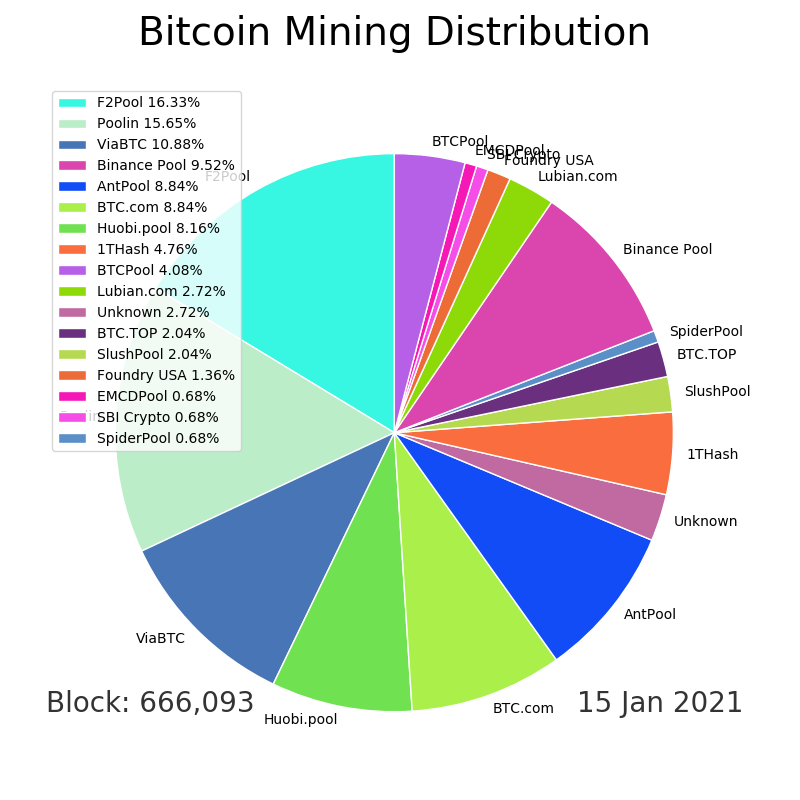 Bitcoin Mining Distribution
F2Pool 16.33%
Poolin 15.65%
ViaBTC 10.88%
Binance Pool 9.52%
AntPool 8.84%
BTC.com 8.84%
Huobi.pool 8.16%
1THash 4.76%
BTCPool 4.08%
Lubian.com 2.72%
Unknown 2.72%
BTC.TOP 2.04%
SlushPool 2.04%
Foundry USA 1.36%
EMCDPool 0.68%
SBI Crypto 0.68%
SpiderPool 0.68%
F2Pool
Poolin
ViaBTC
Huobi.pool
BTC.com
AntPool
Unknown
1THash
SlushPool
BTC.TOP
SpiderPool
Binance Pool
Lubian.com
Foundry USA
SBI Crypto
EMCDPool
BTCPool
Block: 666,093
15 Jan 2021